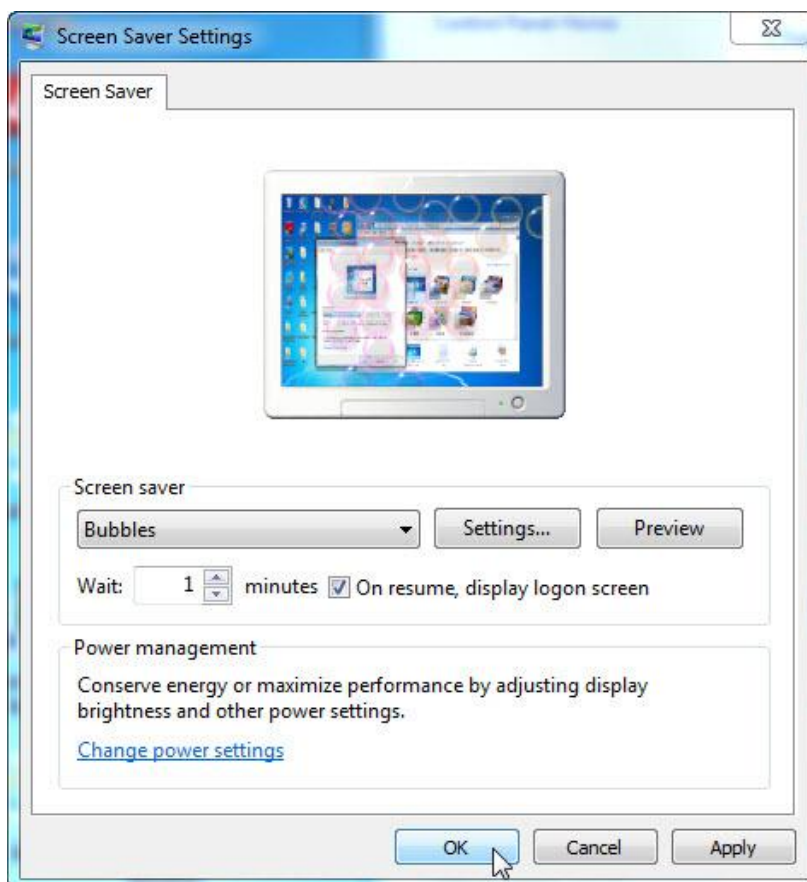 Screen Saver Settings
Screen Saver
Screen saver
Bubbles
Settings...
Preview
Wait: 1 minutes On resume, display logon screen
Power management
Conserve energy or maximize performance by adjusting display
brightness and other power settings.
Change power settings
OK
Cancel
Apply